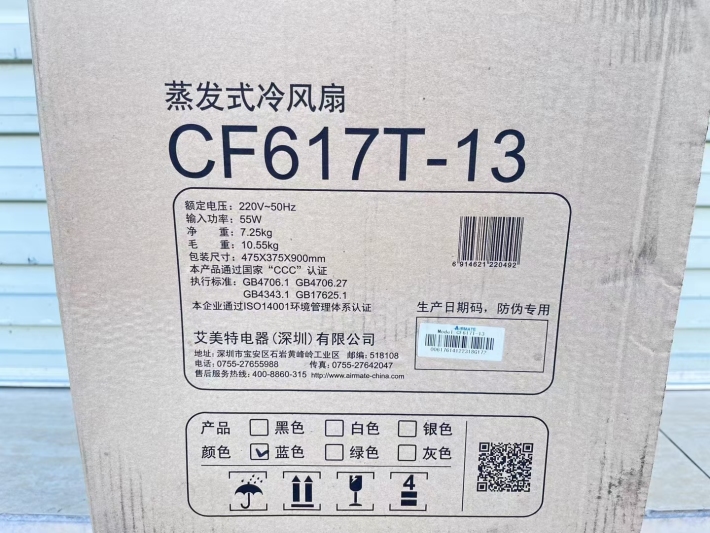 蒸发式冷风扇
CF617T-13
额定电压：220V~50Hz
输入功率：55W
净　　重：7.25kg
毛　　重：10.55kg
包装尺寸：475X375X900mm
本产品通过国家“CCC”认证
执行标准：GB4706.1 GB4706.27
GB4343.1 GB17625.1
本企业通过ISO14001环境管理体系认证
6 914621 220492
生产日期码，防伪专用
AIRMATE
Model:CF617T-13
艾美特电器(深圳)有限公司
地址：深圳市宝安区石岩黄峰岭工业区　邮编：518108
电话：0755-27655988　传真：0755-27642047
售后服务热线：400-8860-315 http://www.airmate-china.com
产品 黑色 白色 银色
颜色： 蓝色 绿色 灰色
4